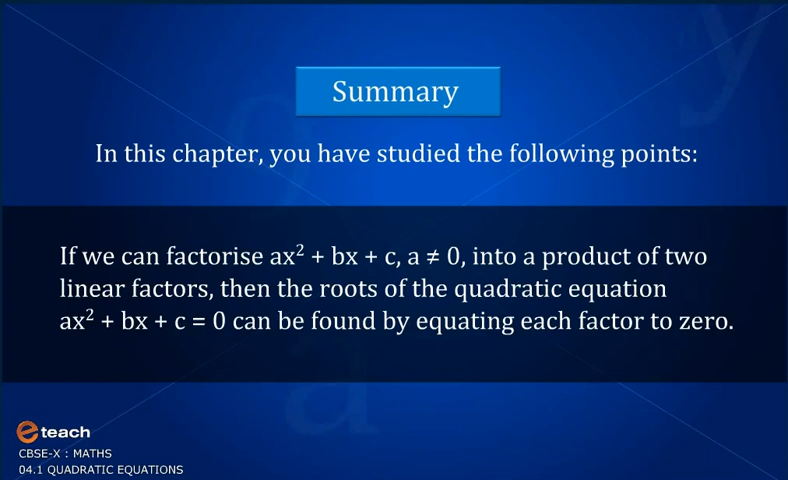 Summary
In this chapter, you have studied the following points:
If we can factorise ax² + bx + c, a ≠ 0, into a product of two
linear factors, then the roots of the quadratic equation
ax² + bx + c = 0 can be found by equating each factor to zero.
e teach
CBSE-X : MATHS
04.1 QUADRATIC EQUATIONS